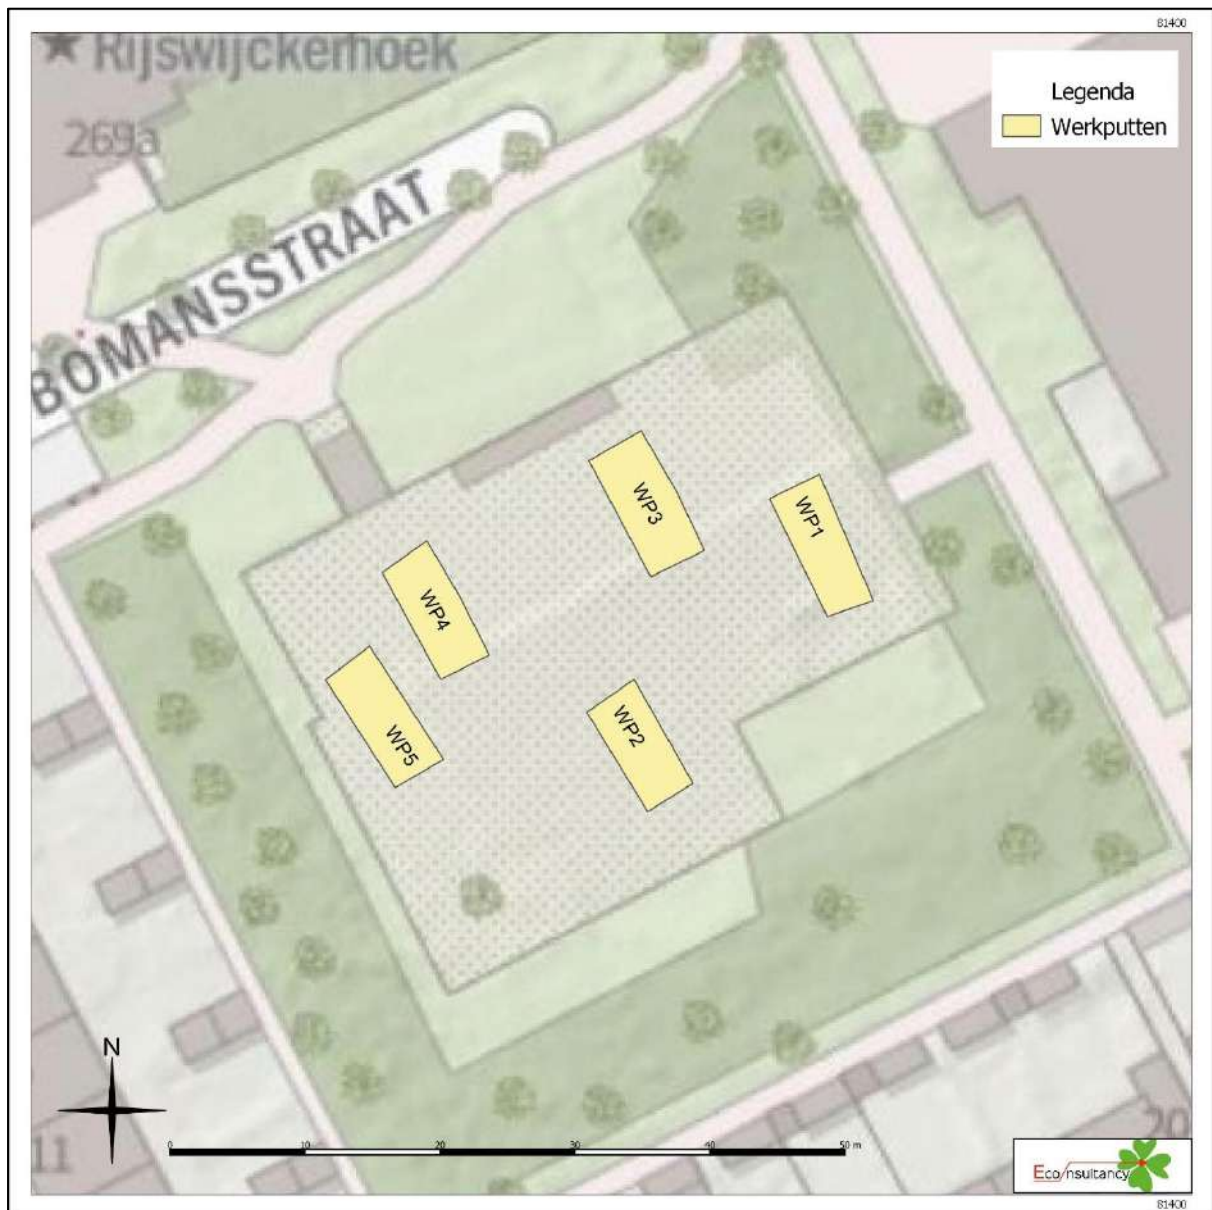 81400
Rijswijckerhoek
269a
BOMANSSTRAAT
Legenda
Werkputten
WP3
WP1
WP4
WP2
WP5
N
0 10 20 30 40 50 m
11
20
Eco/nsultancy
81400